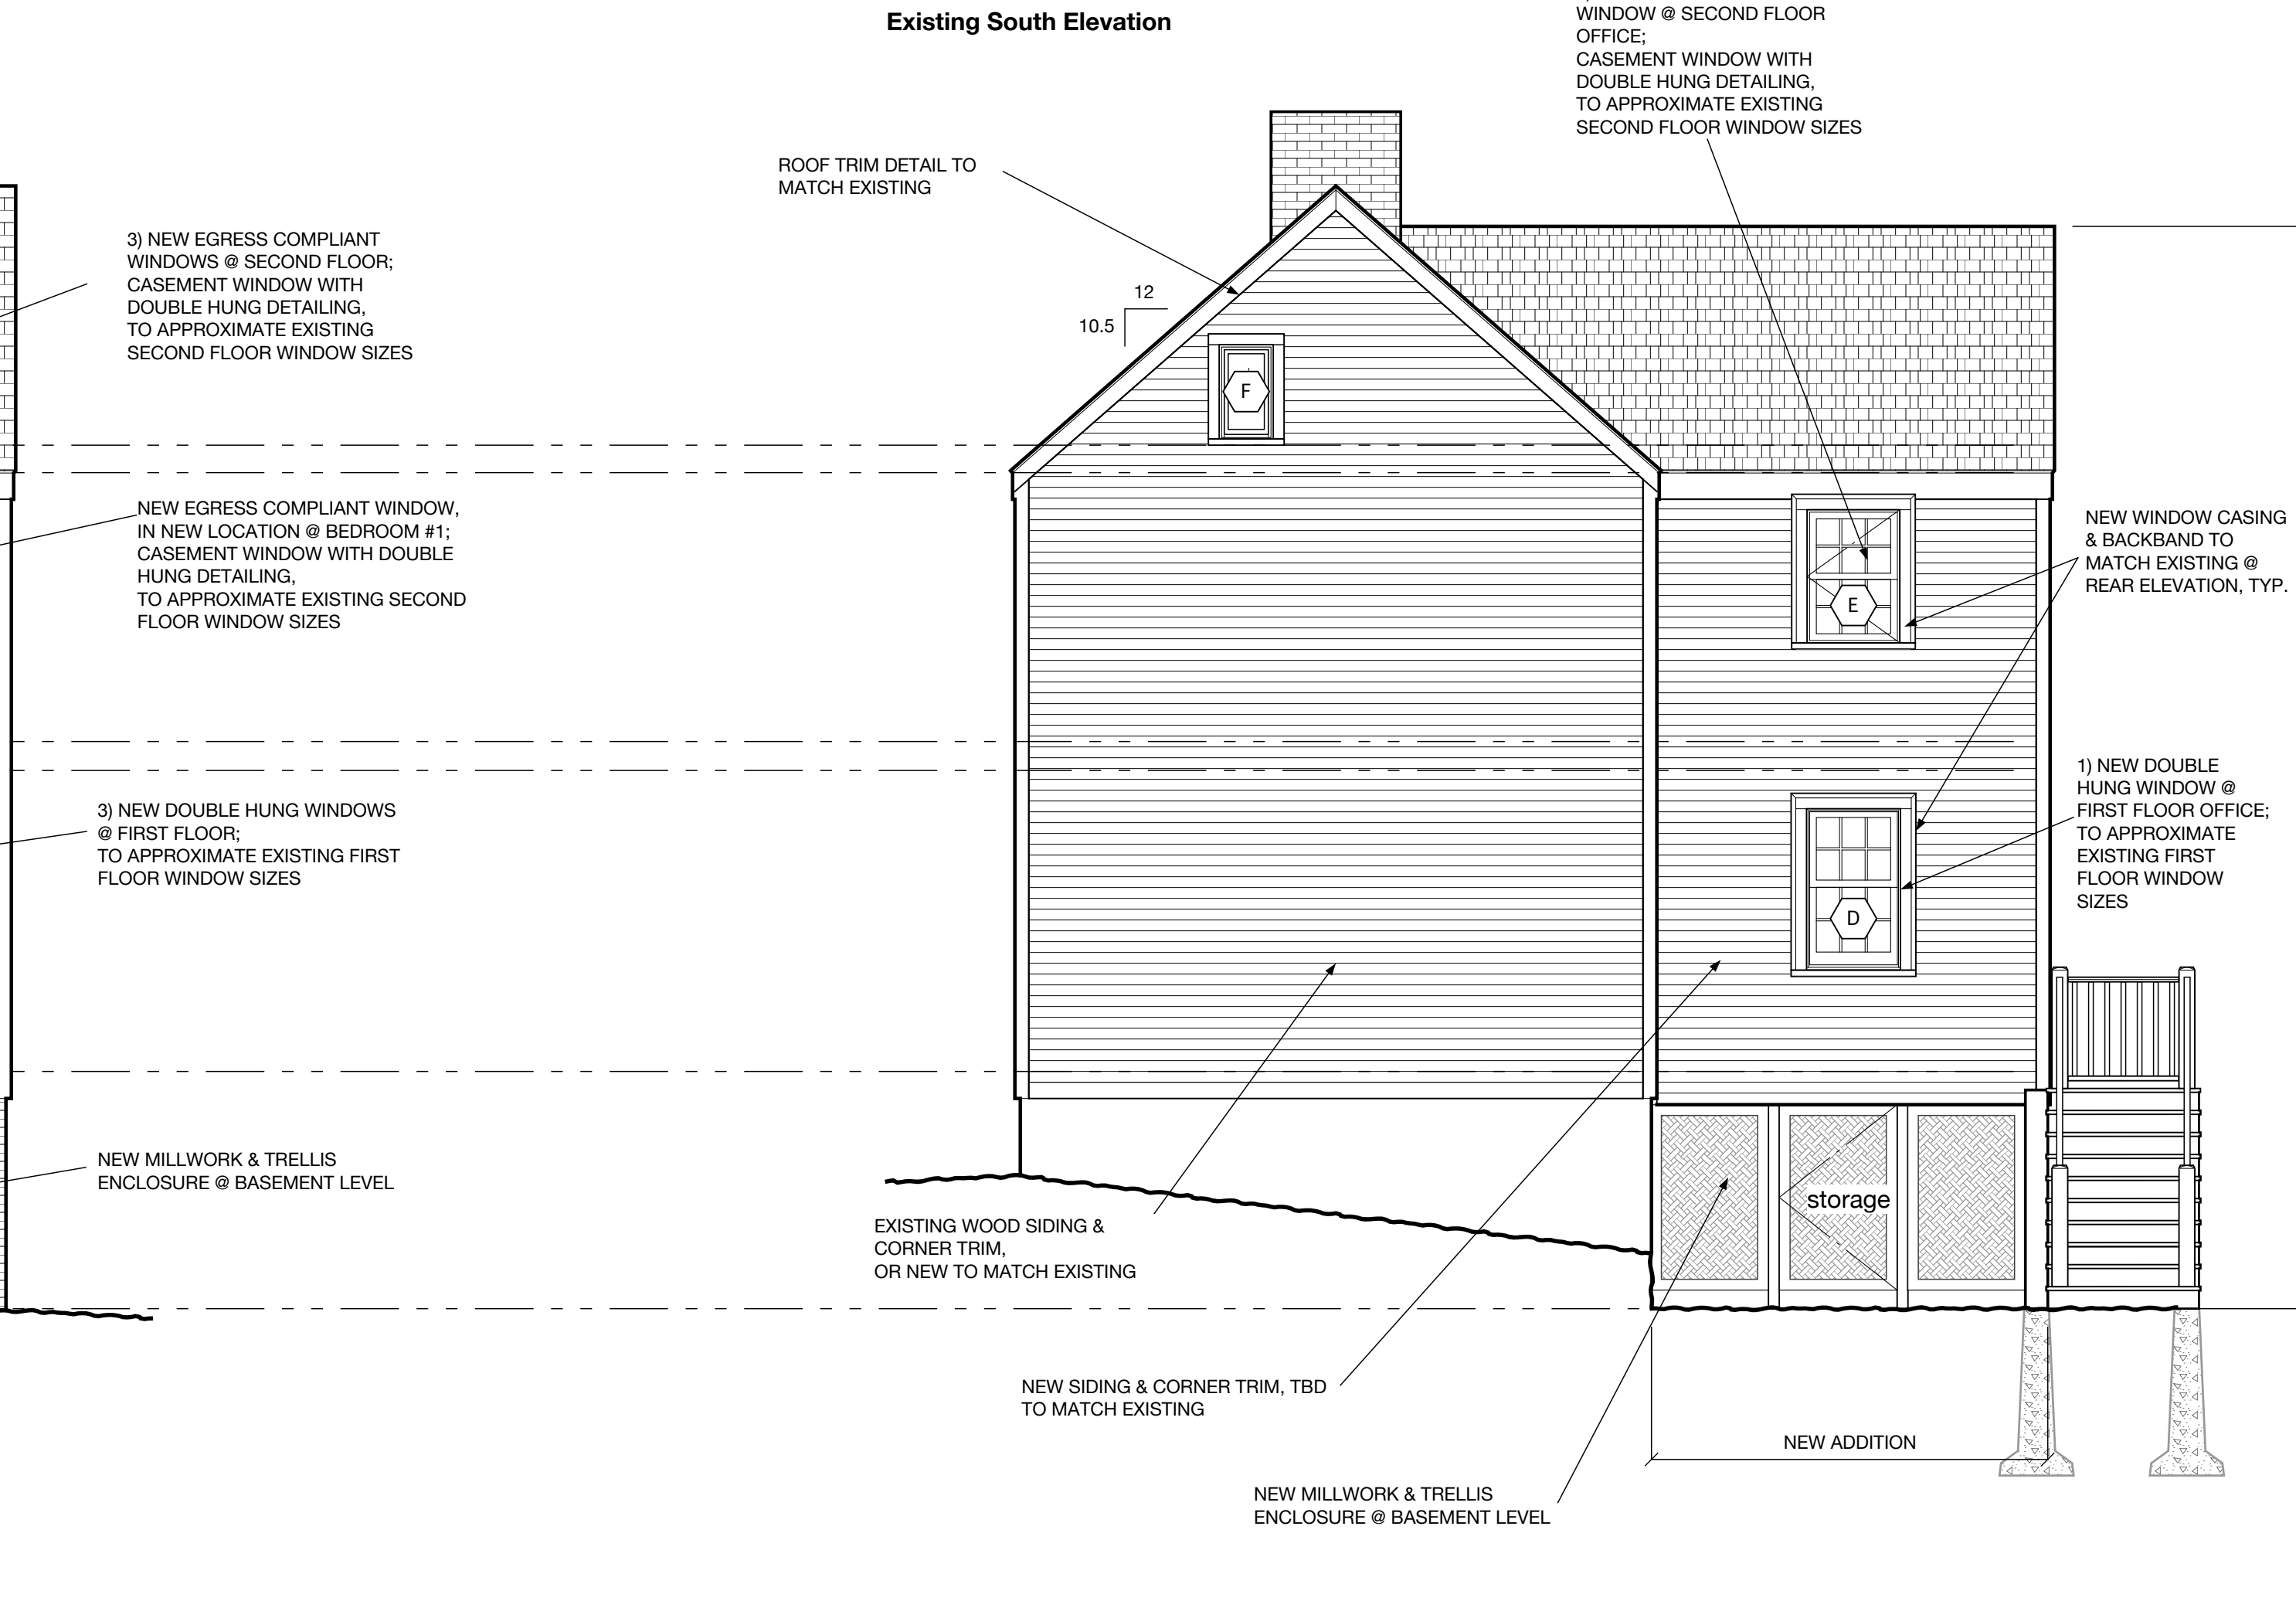 Existing South Elevation
WINDOW @ SECOND FLOOR
OFFICE;
CASEMENT WINDOW WITH
DOUBLE HUNG DETAILING,
TO APPROXIMATE EXISTING
SECOND FLOOR WINDOW SIZES
ROOF TRIM DETAIL TO
MATCH EXISTING
3) NEW EGRESS COMPLIANT
WINDOWS @ SECOND FLOOR;
CASEMENT WINDOW WITH
DOUBLE HUNG DETAILING,
TO APPROXIMATE EXISTING
SECOND FLOOR WINDOW SIZES
12
10.5
F
NEW EGRESS COMPLIANT WINDOW,
IN NEW LOCATION @ BEDROOM #1;
CASEMENT WINDOW WITH DOUBLE
HUNG DETAILING,
TO APPROXIMATE EXISTING SECOND
FLOOR WINDOW SIZES
NEW WINDOW CASING
& BACKBAND TO
MATCH EXISTING @
REAR ELEVATION, TYP.
E
1) NEW DOUBLE
HUNG WINDOW @
FIRST FLOOR OFFICE;
TO APPROXIMATE
EXISTING FIRST
FLOOR WINDOW
SIZES
3) NEW DOUBLE HUNG WINDOWS
@ FIRST FLOOR;
TO APPROXIMATE EXISTING FIRST
FLOOR WINDOW SIZES
D
NEW MILLWORK & TRELLIS
ENCLOSURE @ BASEMENT LEVEL
storage
EXISTING WOOD SIDING &
CORNER TRIM,
OR NEW TO MATCH EXISTING
NEW SIDING & CORNER TRIM, TBD
TO MATCH EXISTING
NEW ADDITION
NEW MILLWORK & TRELLIS
ENCLOSURE @ BASEMENT LEVEL